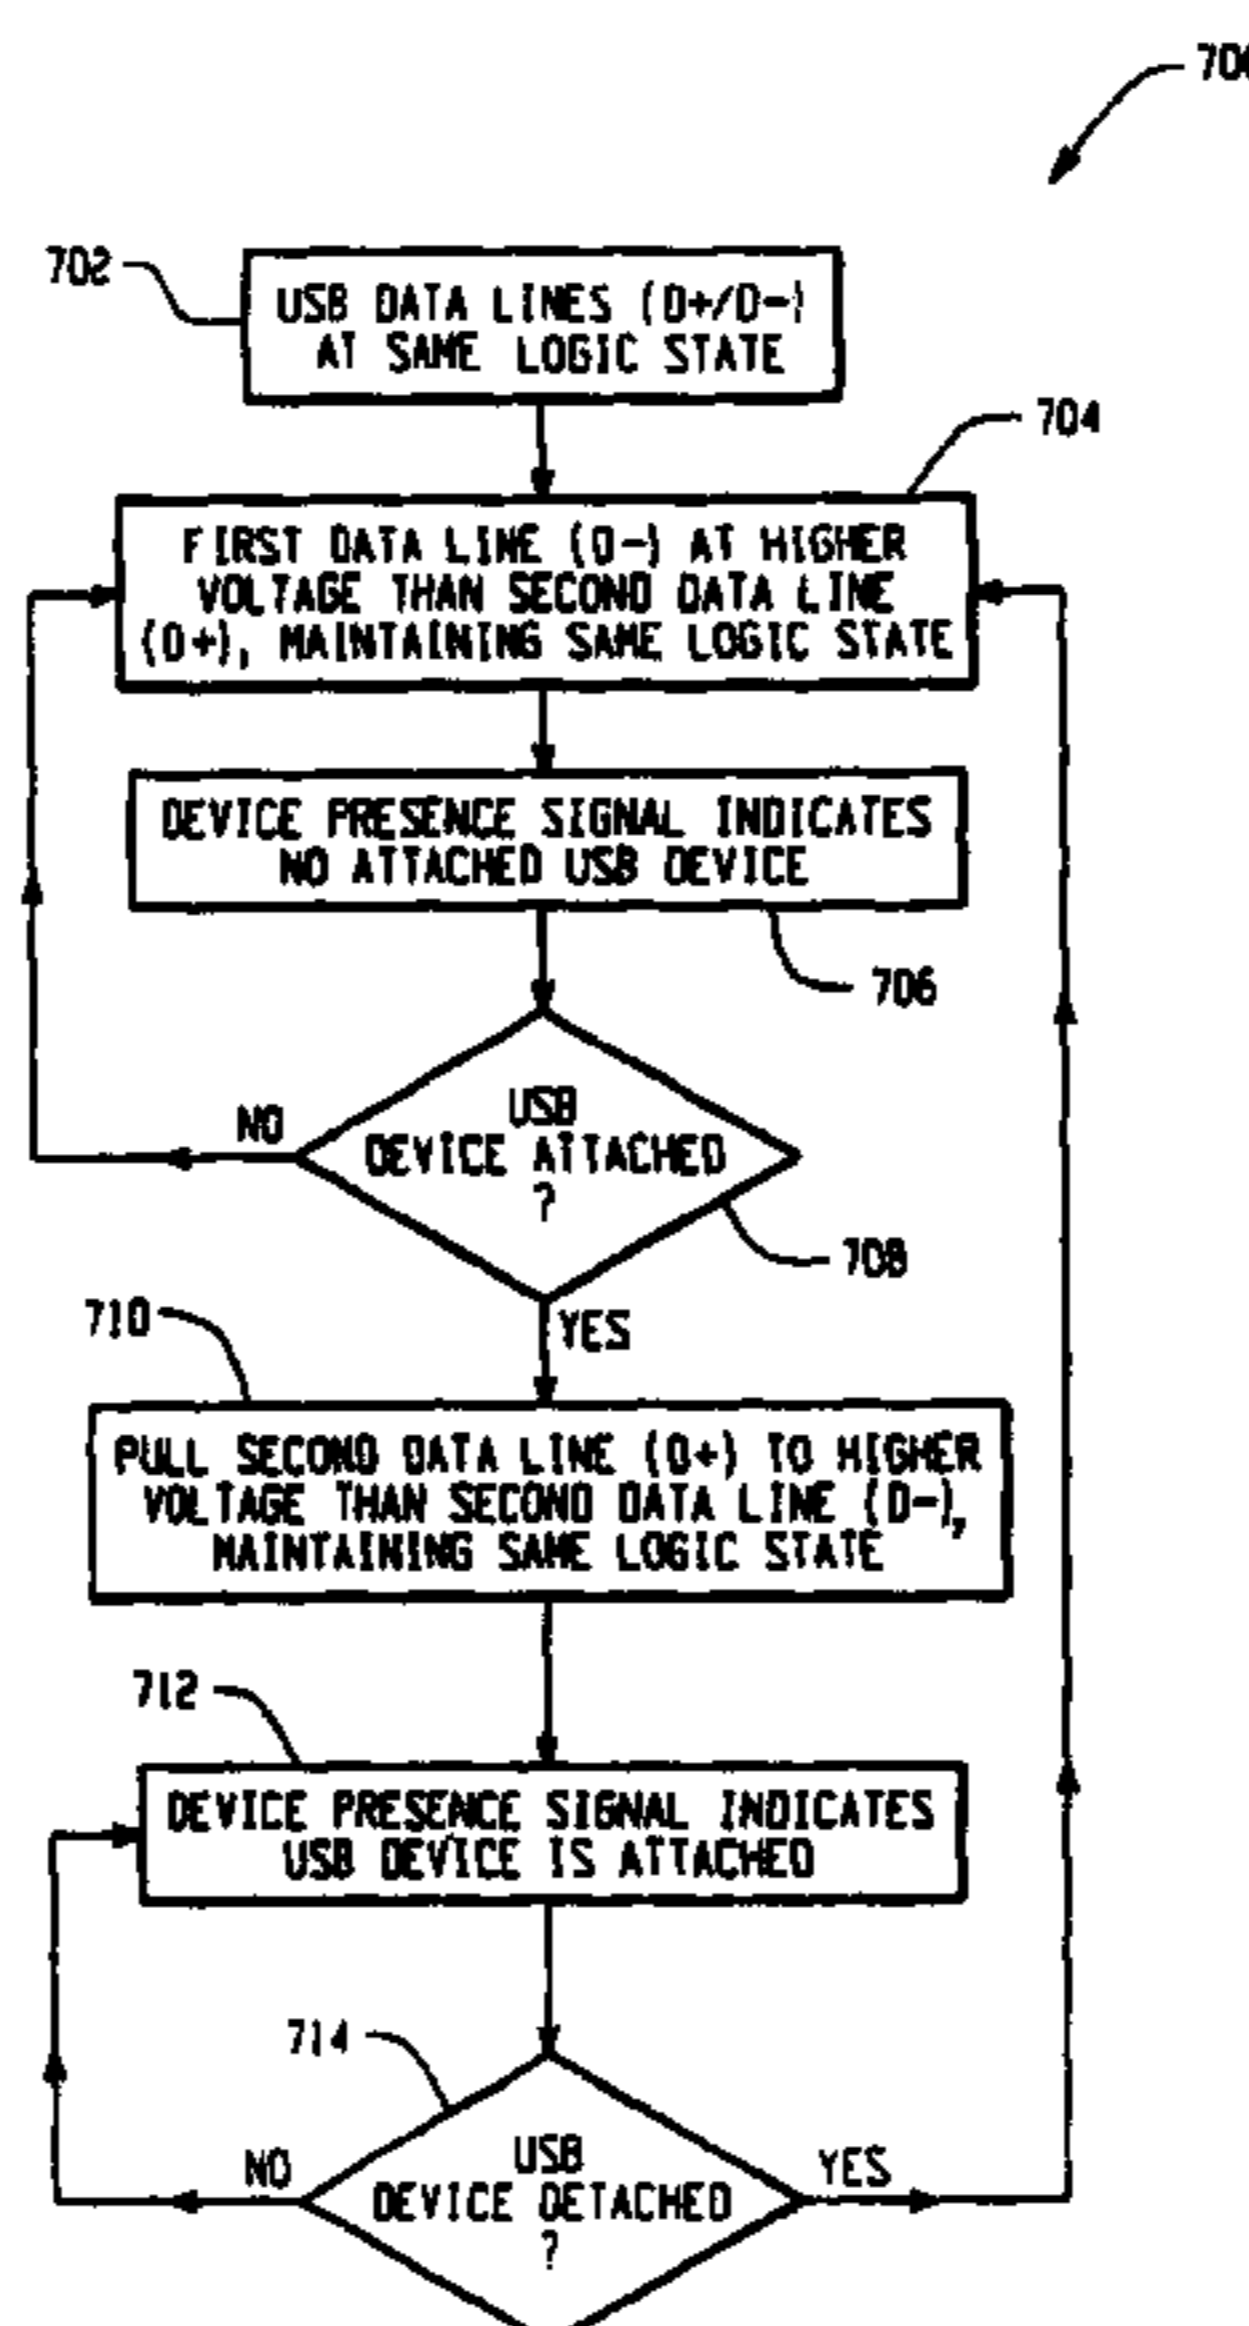 700
702
USB DATA LINES (D+/D-)
AT SAME LOGIC STATE
704
FIRST DATA LINE (D-) AT HIGHER
VOLTAGE THAN SECOND DATA LINE
(D+), MAINTAINING SAME LOGIC STATE
DEVICE PRESENCE SIGNAL INDICATES
NO ATTACHED USB DEVICE
706
USB
DEVICE ATTACHED
?
NO
708
YES
710
PULL SECOND DATA LINE (D+) TO HIGHER
VOLTAGE THAN SECOND DATA LINE (D-),
MAINTAINING SAME LOGIC STATE
712
DEVICE PRESENCE SIGNAL INDICATES
USB DEVICE IS ATTACHED
714
USB
DEVICE DETACHED
?
NO
YES